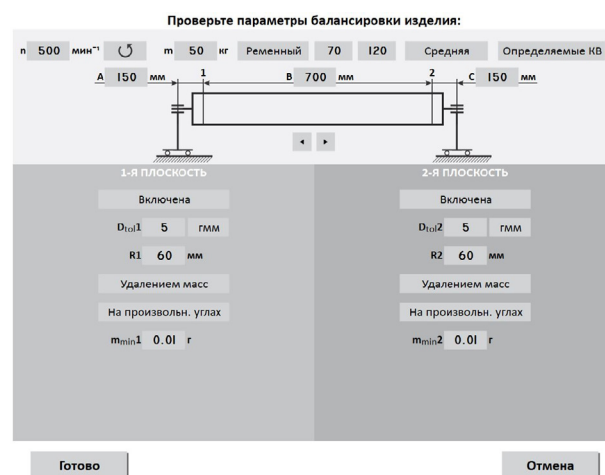 Проверьте параметры балансировки изделия:
n 500 мин⁻¹ m 50 кг Ременный 70 120 Средняя Определяемые КВ
A 150 мм 1 B 700 мм 2 C 150 мм
1-Я ПЛОСКОСТЬ 2-Я ПЛОСКОСТЬ
Включена Включена
Dtol1 5 гмм Dtol2 5 гмм
R1 60 мм R2 60 мм
Удалением масс Удалением масс
На произвольн. углах На произвольн. углах
mmin1 0.01 г mmin2 0.01 г
Готово Отмена